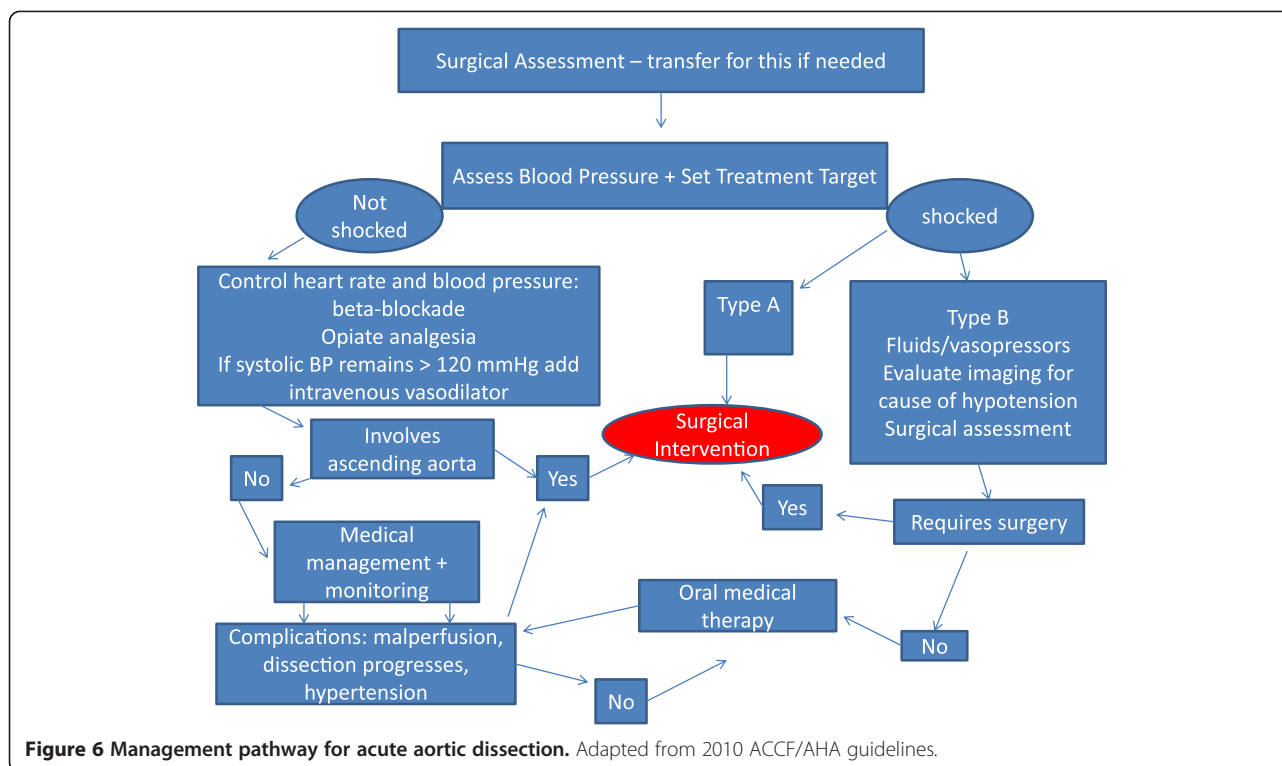 Surgical Assessment – transfer for this if needed
Assess Blood Pressure + Set Treatment Target
Not
shocked
shocked
Control heart rate and blood pressure:
beta-blockade
Opiate analgesia
If systolic BP remains > 120 mmHg add
intravenous vasodilator
Type A
Type B
Fluids/vasopressors
Evaluate imaging for
cause of hypotension
Surgical assessment
Surgical
Intervention
Involves
ascending aorta
No
Yes
Yes
Requires surgery
Medical
management +
monitoring
Oral medical
therapy
No
Complications: malperfusion,
dissection progresses,
hypertension
No
Figure 6 Management pathway for acute aortic dissection. Adapted from 2010 ACCF/AHA guidelines.